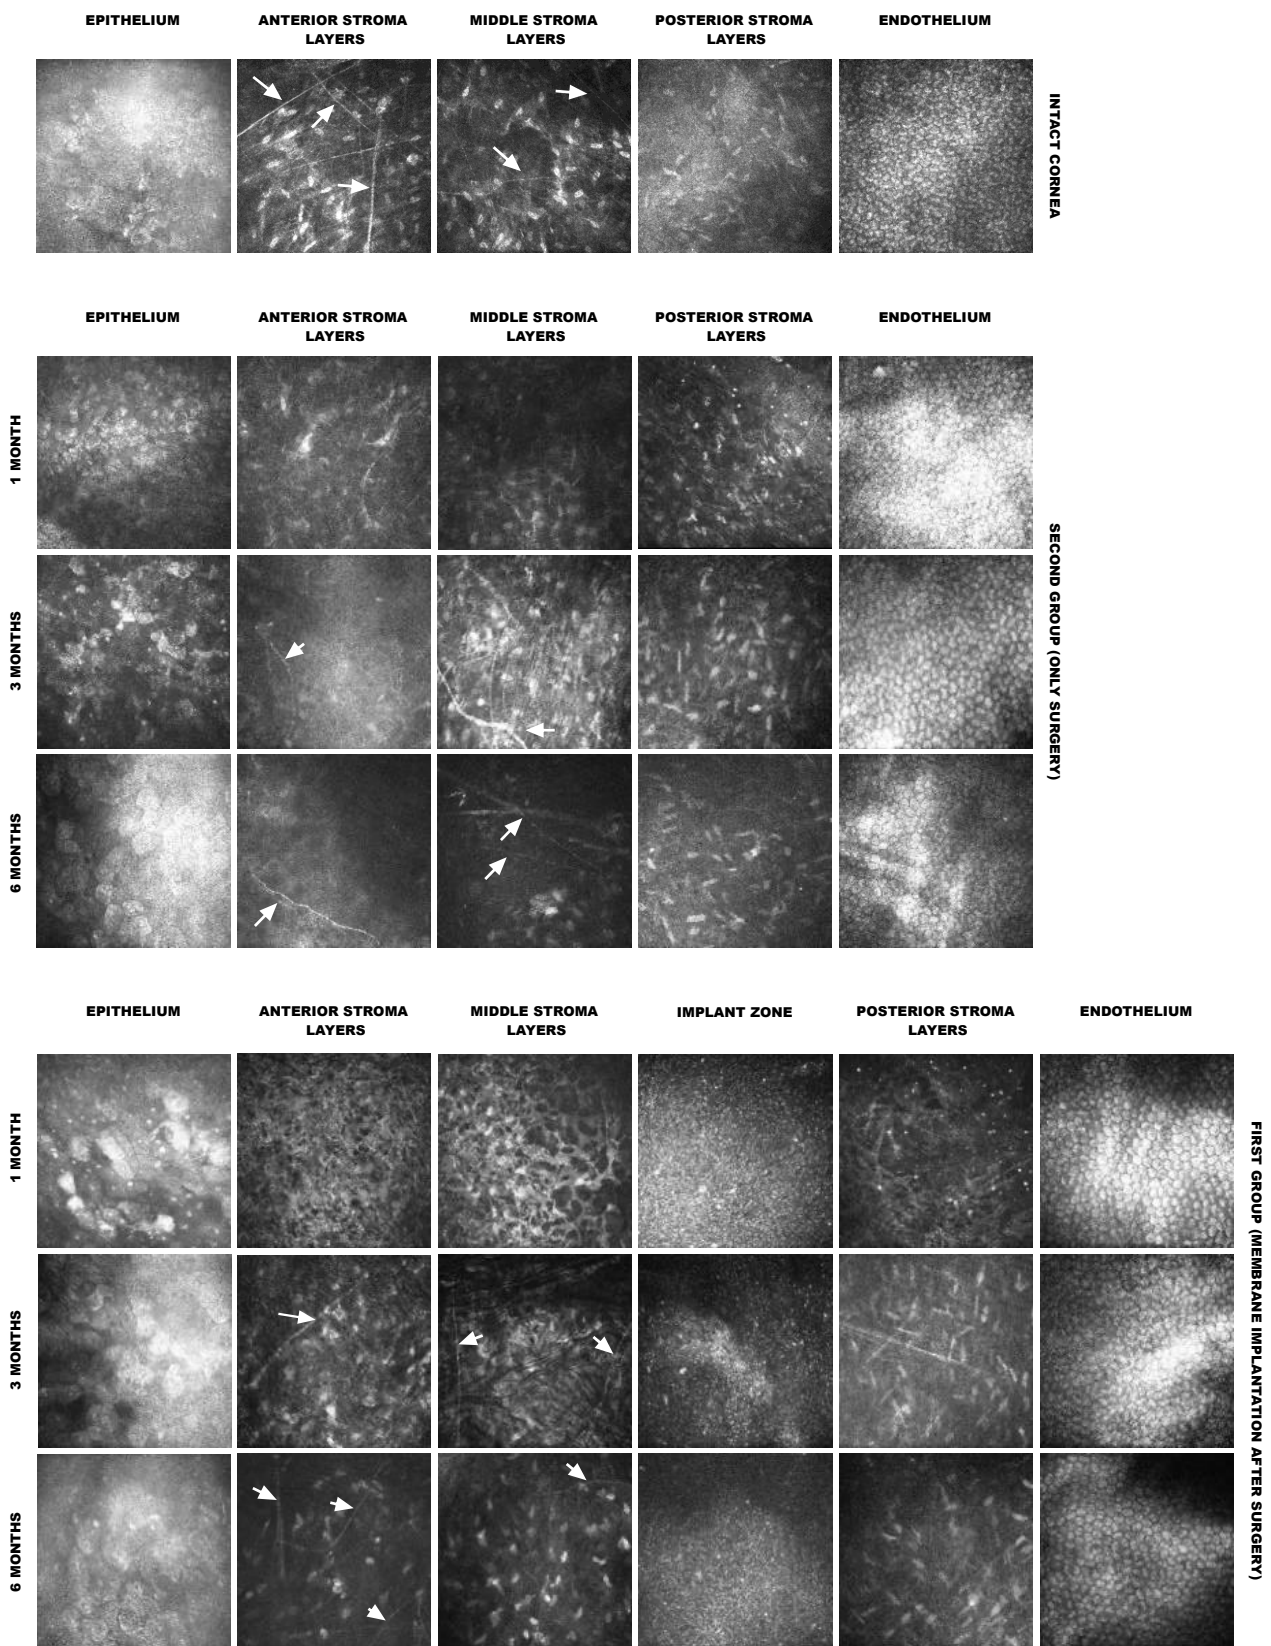 EPITHELIUM
ANTERIOR STROMA
LAYERS
MIDDLE STROMA
LAYERS
POSTERIOR STROMA
LAYERS
ENDOTHELIUM
INTACT CORNEA
EPITHELIUM
ANTERIOR STROMA
LAYERS
MIDDLE STROMA
LAYERS
POSTERIOR STROMA
LAYERS
ENDOTHELIUM
1 MONTH
3 MONTHS
6 MONTHS
SECOND GROUP (ONLY SURGERY)
EPITHELIUM
ANTERIOR STROMA
LAYERS
MIDDLE STROMA
LAYERS
IMPLANT ZONE
POSTERIOR STROMA
LAYERS
ENDOTHELIUM
1 MONTH
3 MONTHS
6 MONTHS
FIRST GROUP (MEMBRANE IMPLANTATION AFTER SURGERY)